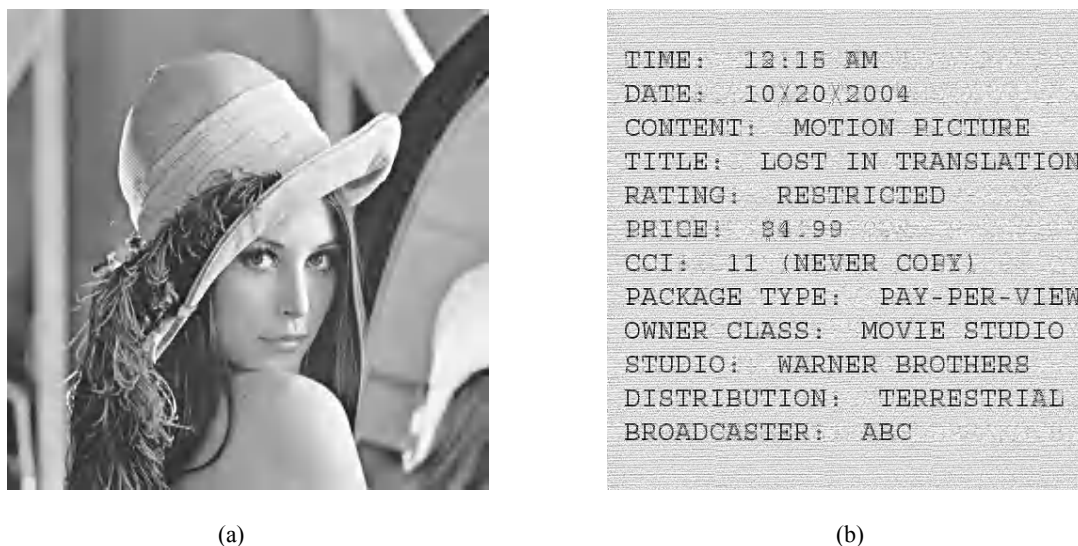 TIME: 12:15 AM
DATE: 10/20/2004
CONTENT: MOTION PICTURE
TITLE: LOST IN TRANSLATION
RATING: RESTRICTED
PRICE: $4.99
CCI: 11 (NEVER COPY)
PACKAGE TYPE: PAY-PER-VIEW
OWNER CLASS: MOVIE STUDIO
STUDIO: WARNER BROTHERS
DISTRIBUTION: TERRESTRIAL
BROADCASTER: ABC
(a) (b)